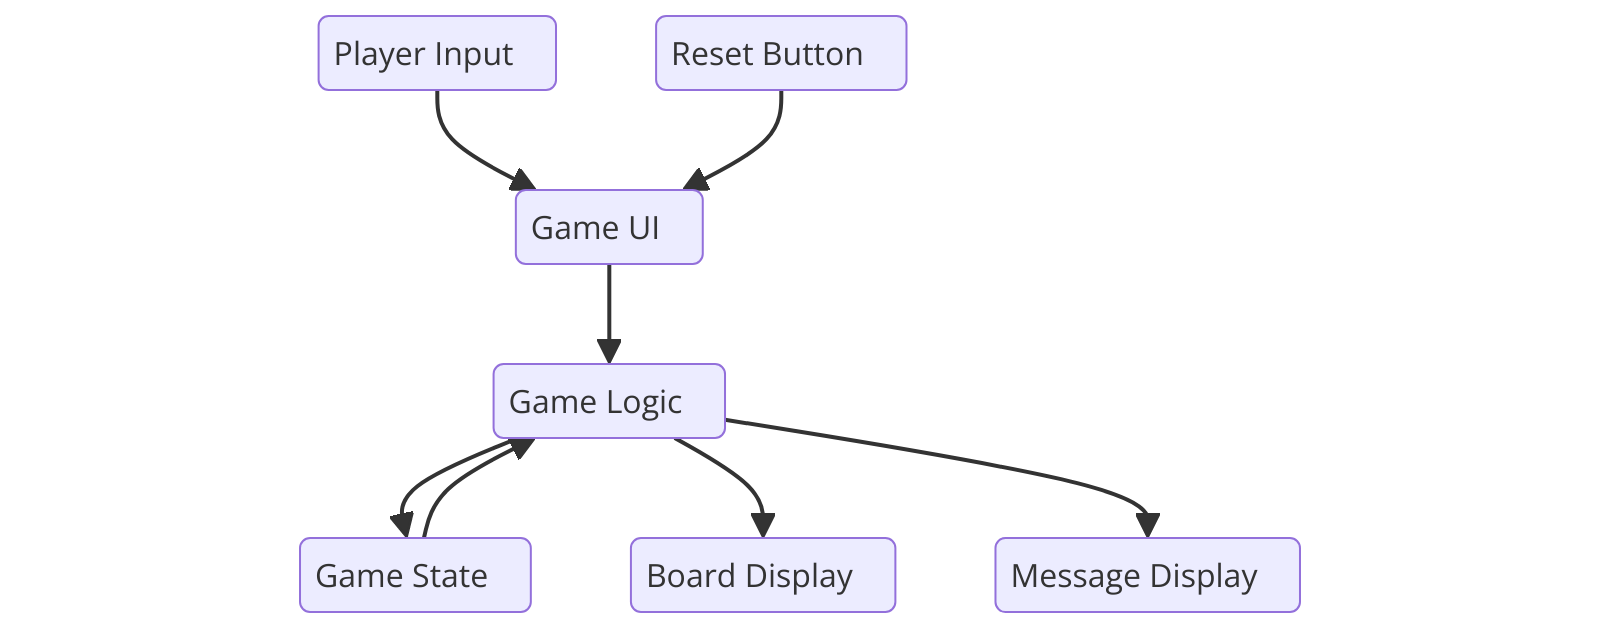 Player Input
Reset Button
Game UI
Game Logic
Game State
Board Display
Message Display